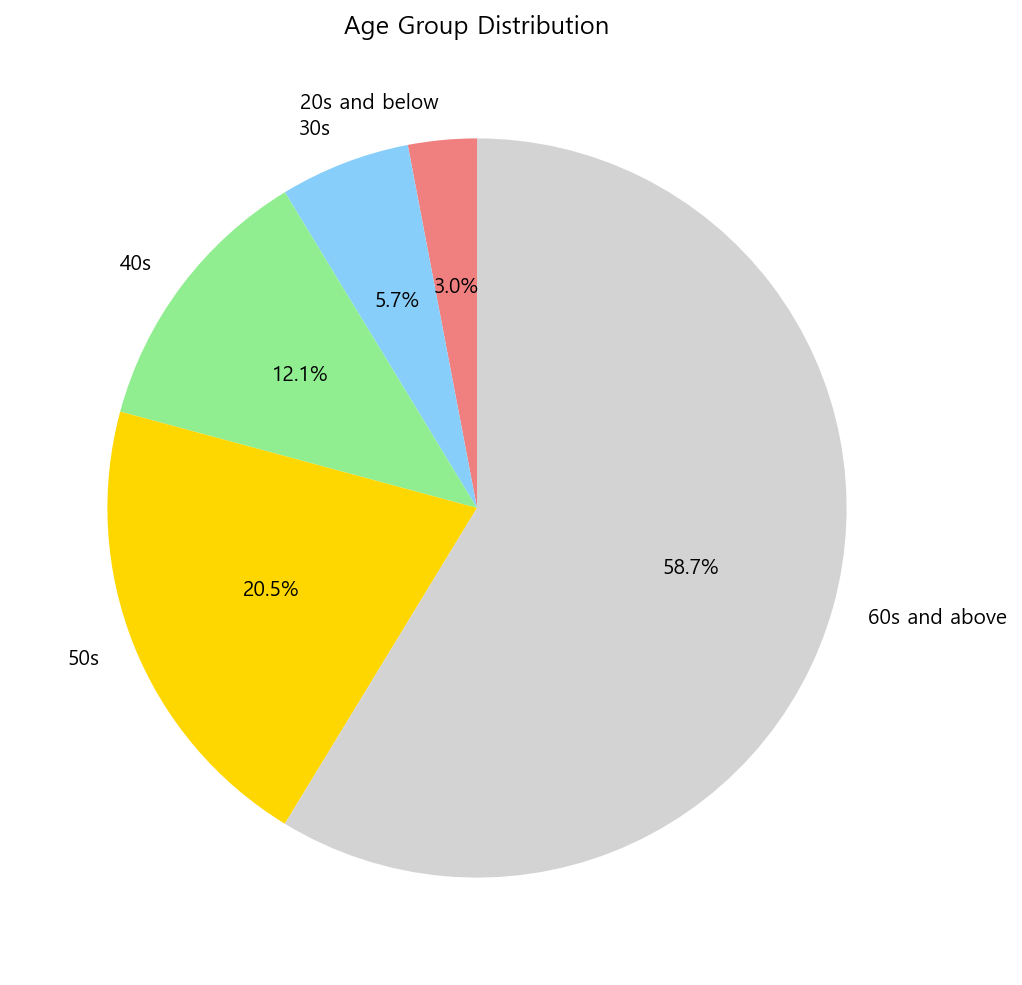 Age Group Distribution
20s and below
30s
40s
3.0%
5.7%
12.1%
58.7%
20.5%
60s and above
50s